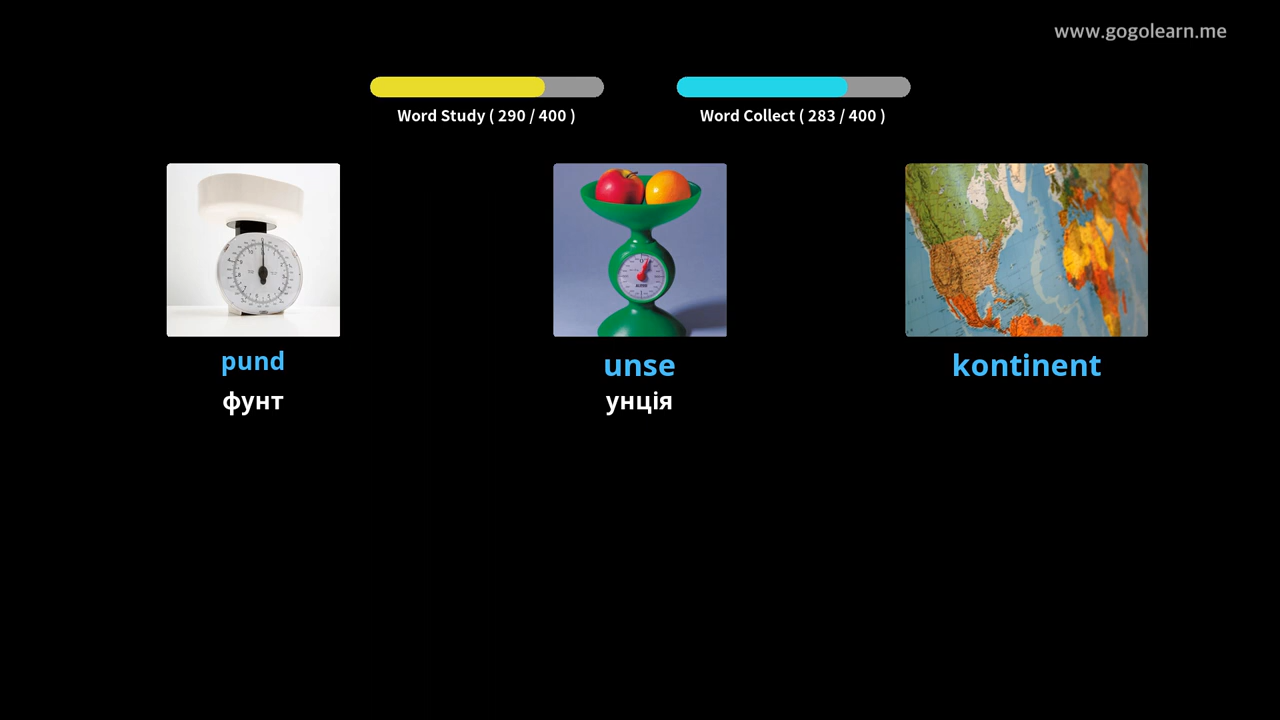 www.gogolearn.me
Word Study ( 290 / 400 )
Word Collect ( 283 / 400 )
pund
unse
kontinent
фунт
унція